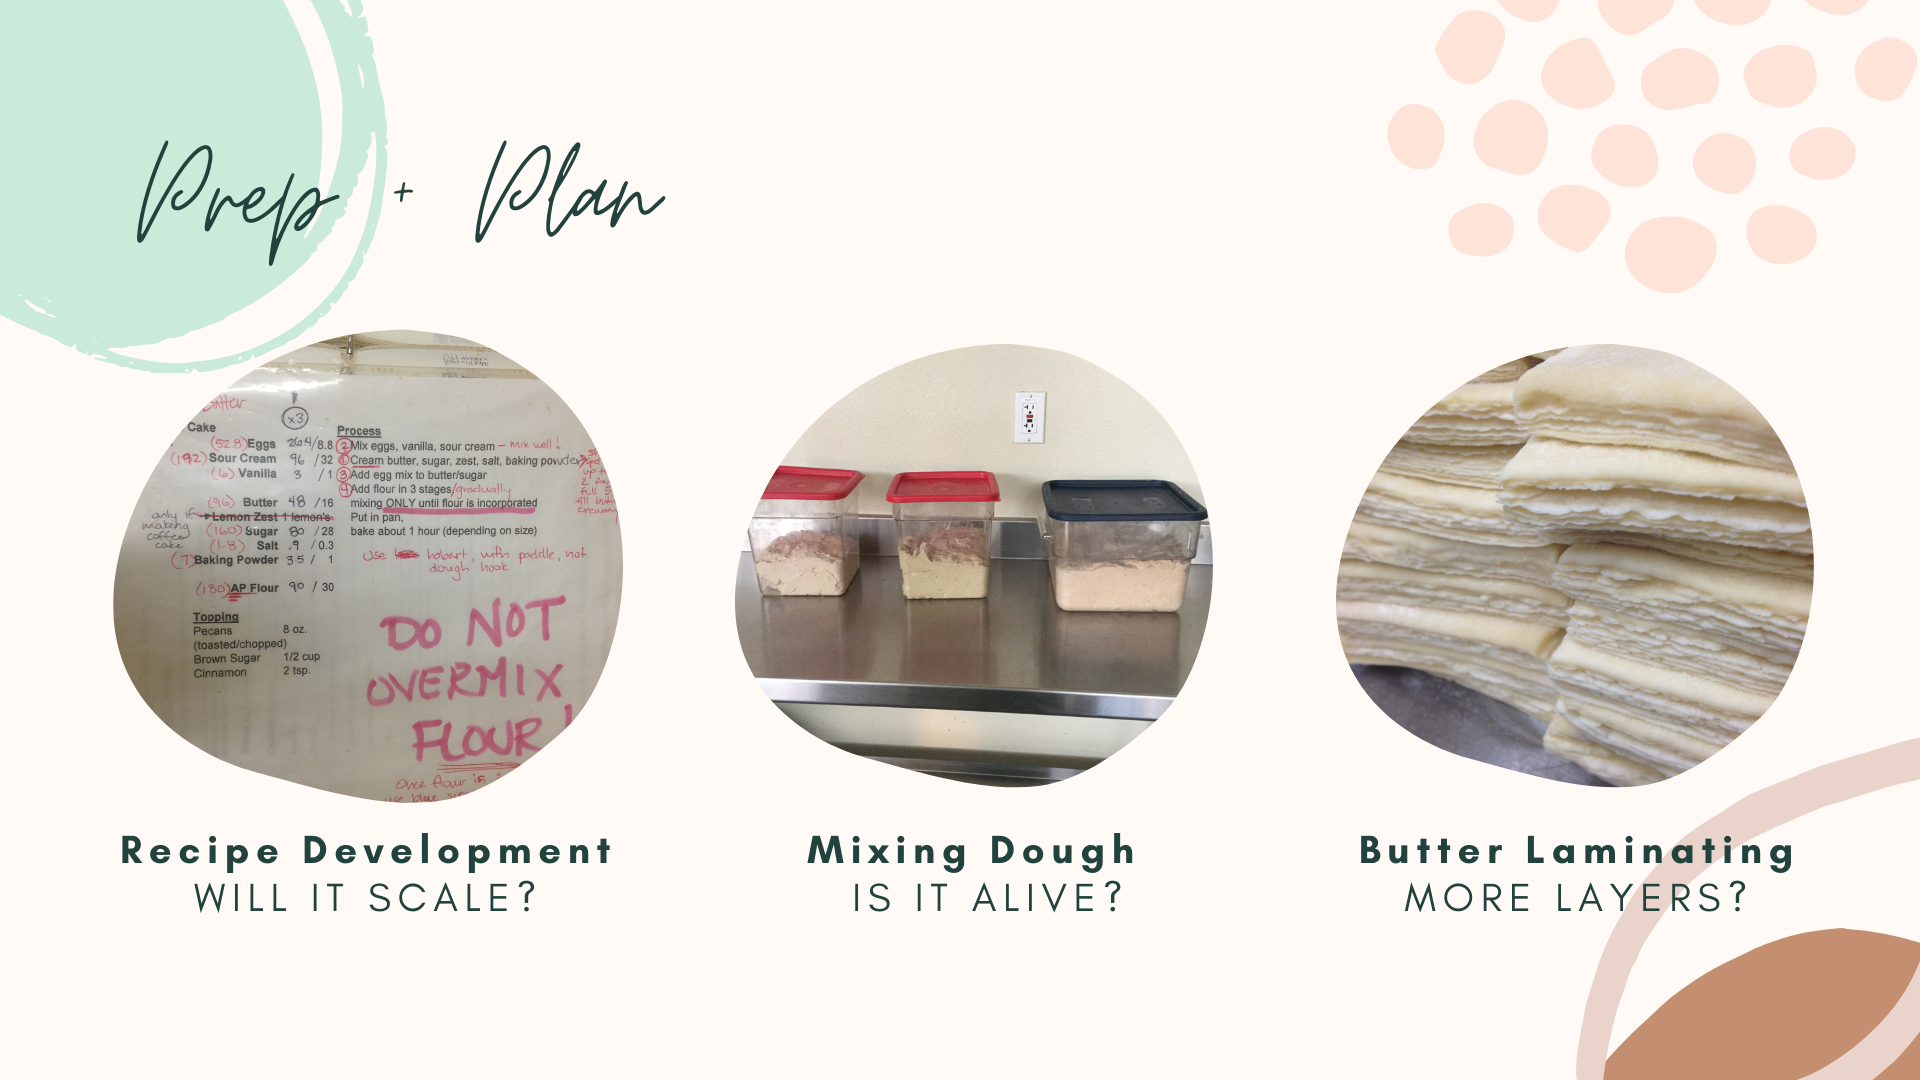 Prep + Plan
x3
Cake
(52.8) Eggs 26.4/8.8
(192) Sour Cream 96 /32
(6) Vanilla 3 /1
(96) Butter 48 /16
only if making coffee cake
Lemon Zest 1 lemon's
(160) Sugar 80 /28
(1.8) Salt .9 /0.3
Baking Powder 3.5 / 1
(180) AP Flour 90 / 30
Topping
Pecans 8 oz.
(toasted/chopped)
Brown Sugar 1/2 cup
Cinnamon 2 tsp.
Process
② Mix eggs, vanilla, sour cream - mix well!
① Cream butter, sugar, zest, salt, baking powder
③ Add egg mix to butter/sugar
④ Add flour in 3 stages/gradually
mixing ONLY until flour is incorporated
Put in pan,
bake about 1 hour (depending on size)
Use hobart, with paddle, not
dough hook
DO NOT
OVERMIX
FLOUR!
Once flour is
use blue
Recipe Development
WILL IT SCALE?
Mixing Dough
IS IT ALIVE?
Butter Laminating
MORE LAYERS?